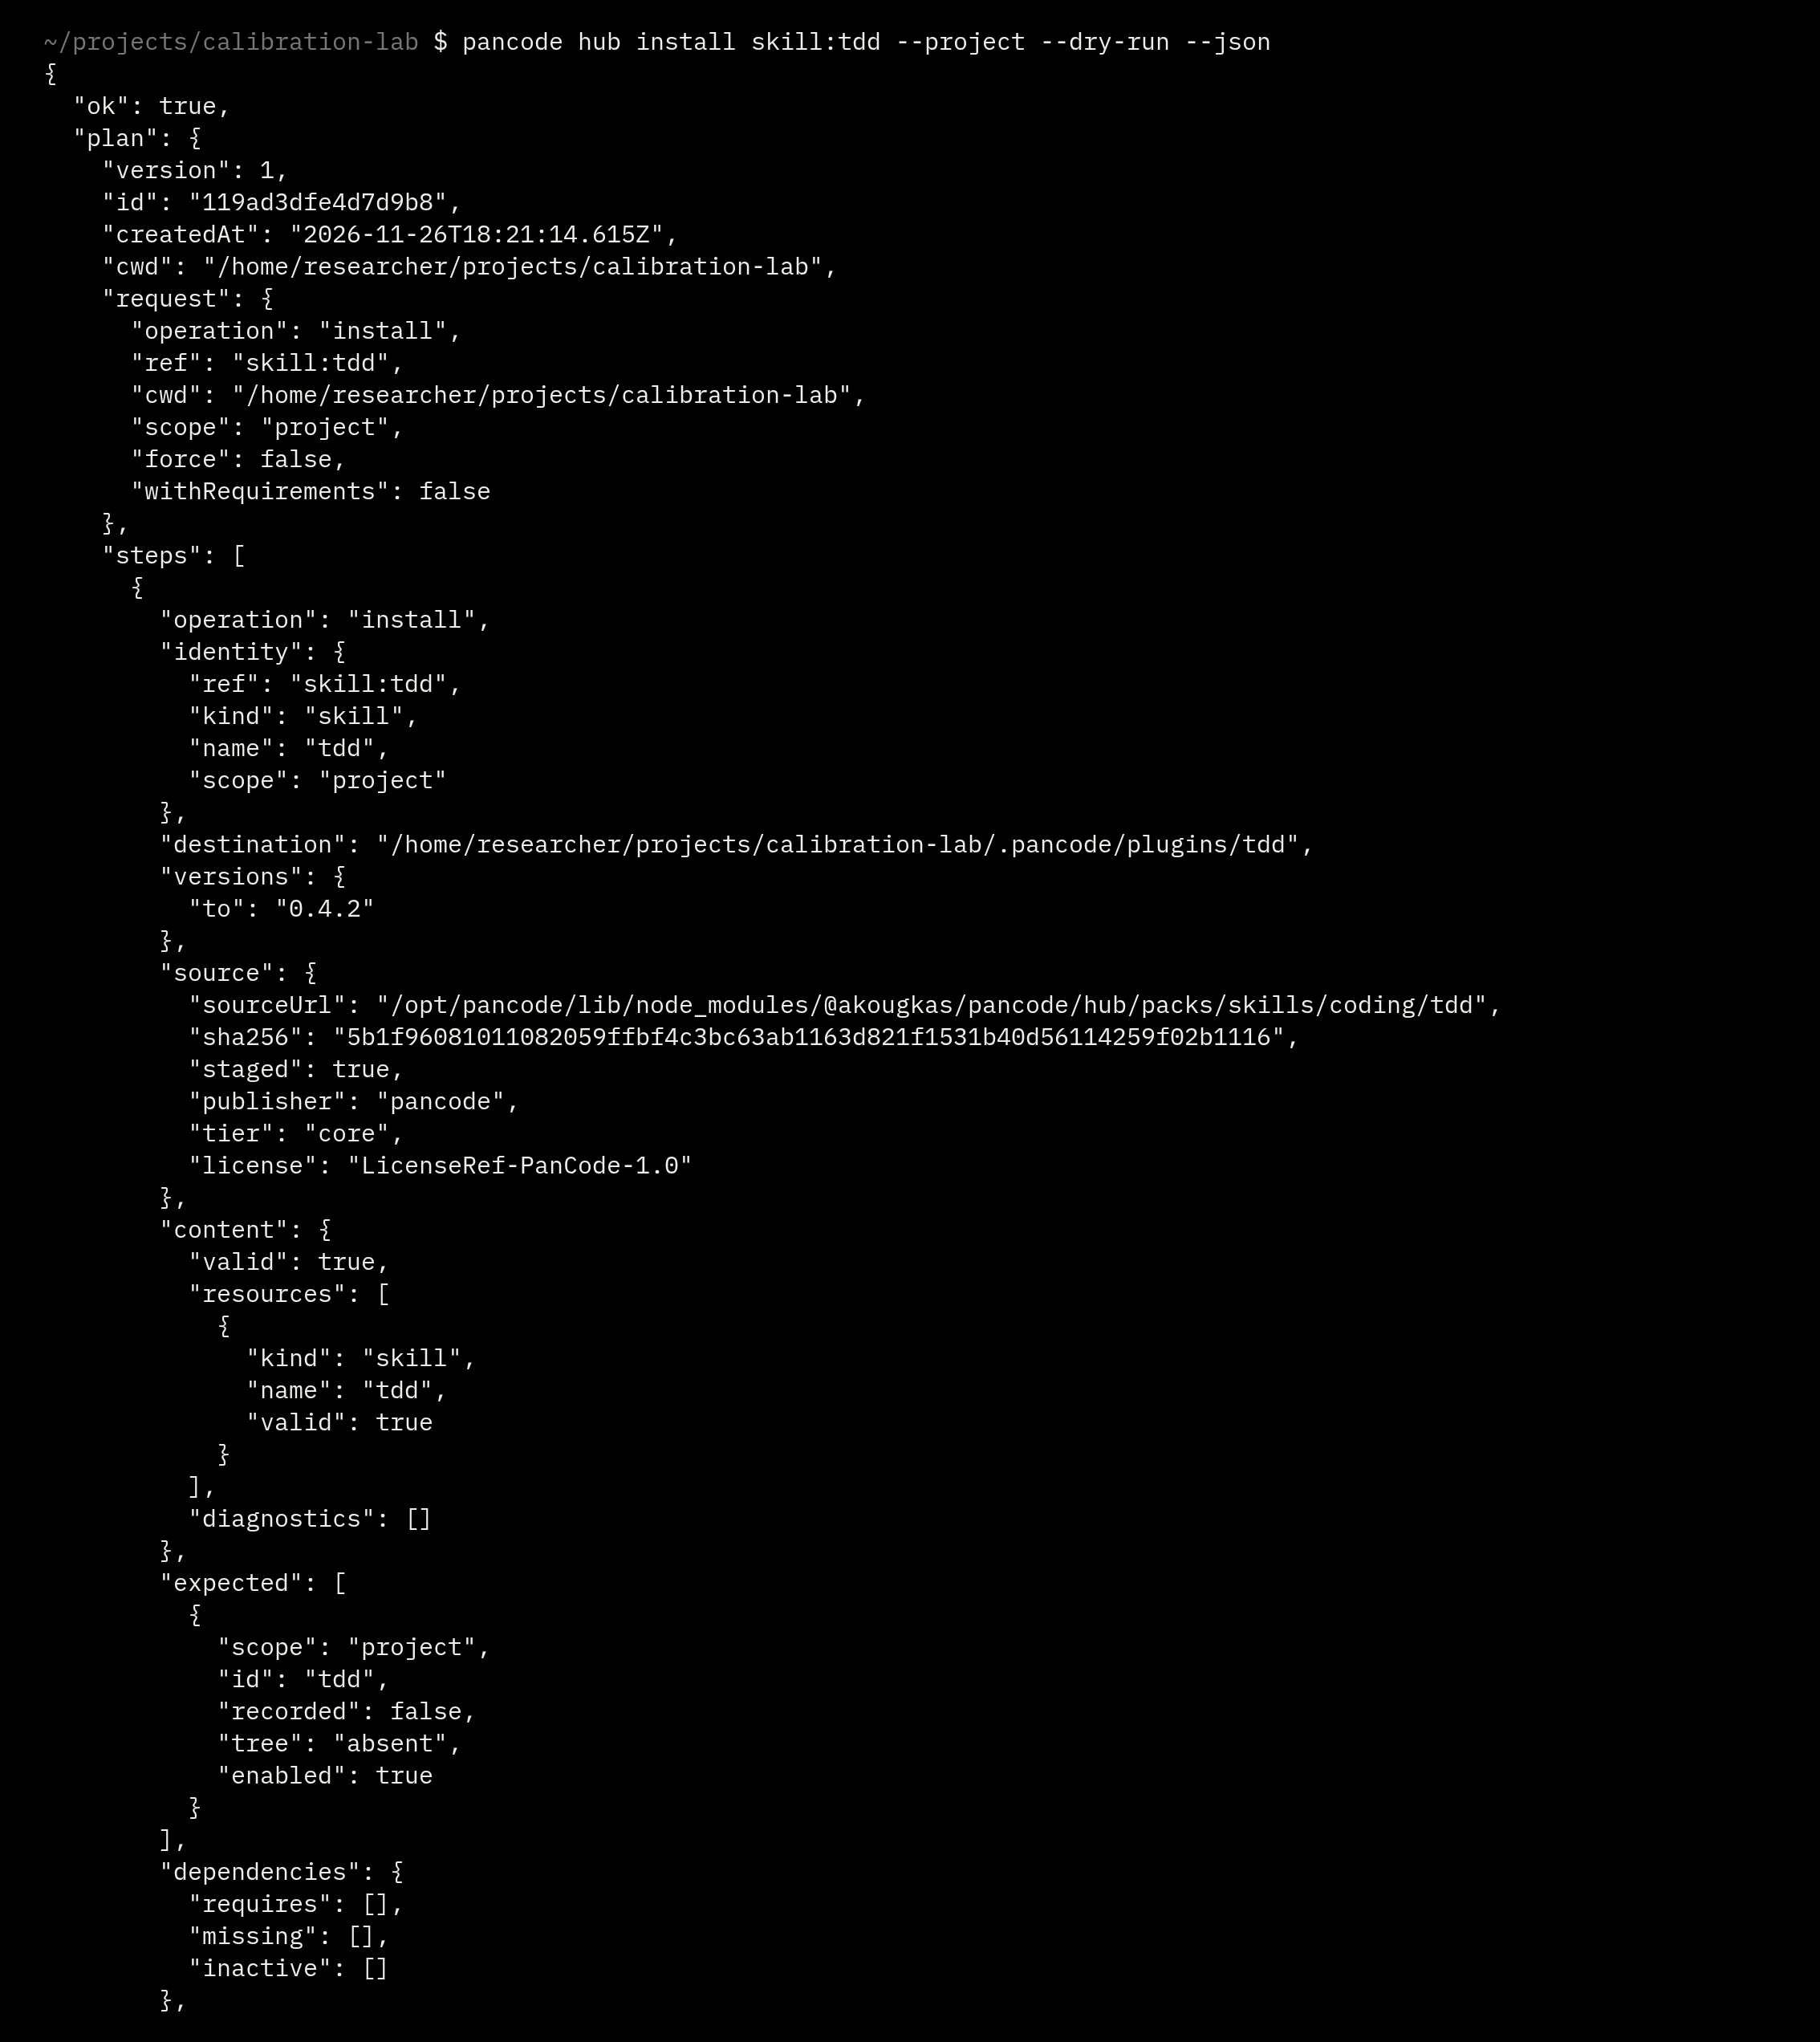 ~/projects/calibration-lab $ pancode hub install skill:tdd --project --dry-run --json
{
  "ok": true,
  "plan": {
    "version": 1,
    "id": "119ad3dfe4d7d9b8",
    "createdAt": "2026-11-26T18:21:14.615Z",
    "cwd": "/home/researcher/projects/calibration-lab",
    "request": {
      "operation": "install",
      "ref": "skill:tdd",
      "cwd": "/home/researcher/projects/calibration-lab",
      "scope": "project",
      "force": false,
      "withRequirements": false
    },
    "steps": [
      {
        "operation": "install",
        "identity": {
          "ref": "skill:tdd",
          "kind": "skill",
          "name": "tdd",
          "scope": "project"
        },
        "destination": "/home/researcher/projects/calibration-lab/.pancode/plugins/tdd",
        "versions": {
          "to": "0.4.2"
        },
        "source": {
          "sourceUrl": "/opt/pancode/lib/node_modules/@akougkas/pancode/hub/packs/skills/coding/tdd",
          "sha256": "5b1f96081011082059ffbf4c3bc63ab1163d821f1531b40d56114259f02b1116",
          "staged": true,
          "publisher": "pancode",
          "tier": "core",
          "license": "LicenseRef-PanCode-1.0"
        },
        "content": {
          "valid": true,
          "resources": [
            {
              "kind": "skill",
              "name": "tdd",
              "valid": true
            }
          ],
          "diagnostics": []
        },
        "expected": [
          {
            "scope": "project",
            "id": "tdd",
            "recorded": false,
            "tree": "absent",
            "enabled": true
          }
        ],
        "dependencies": {
          "requires": [],
          "missing": [],
          "inactive": []
        },